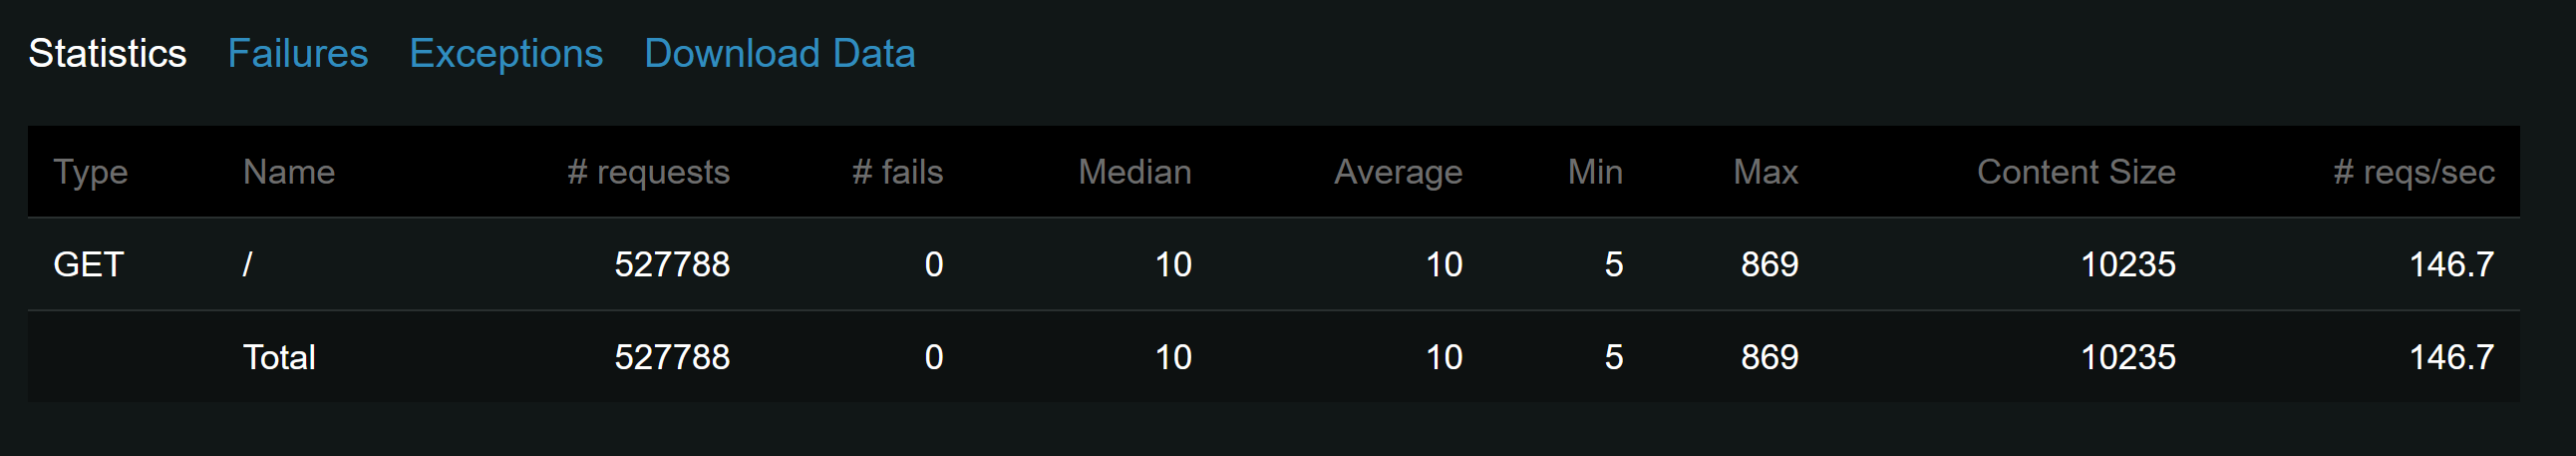 Statistics Failures Exceptions Download Data
Type Name # requests # fails Median Average Min Max Content Size # reqs/sec
GET / 527788 0 10 10 5 869 10235 146.7
Total 527788 0 10 10 5 869 10235 146.7